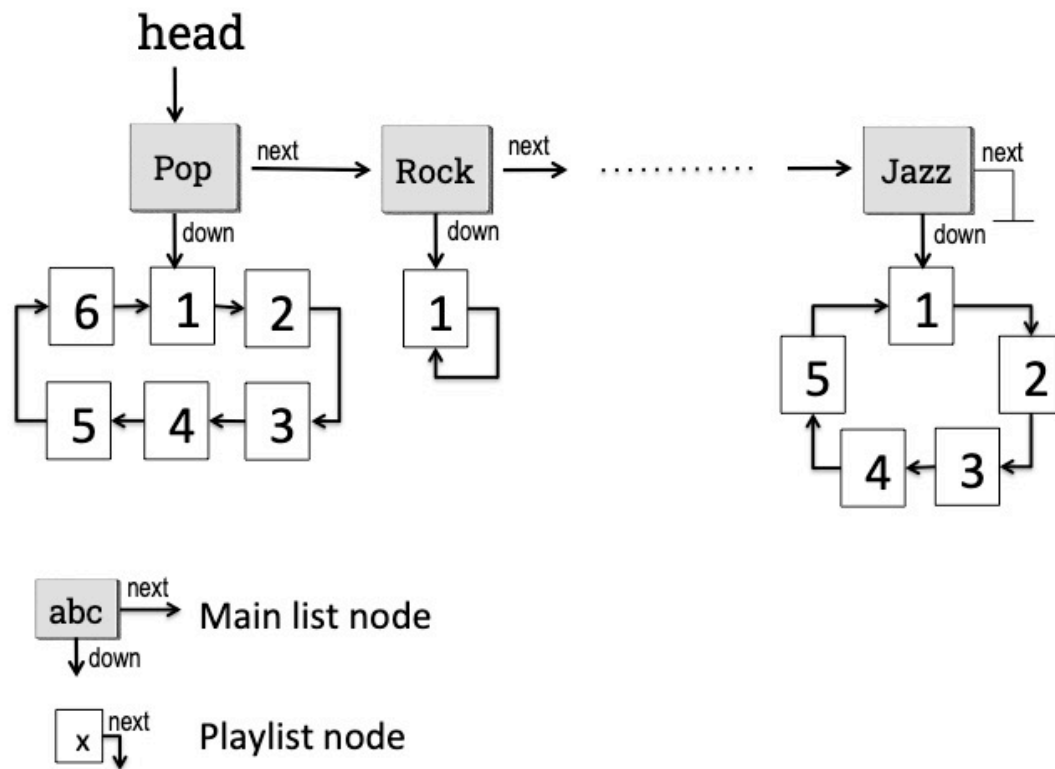 head
Pop next Rock next Jazz next
down down down
6 1 2 1 1
5 2
5 4 3
4 3
abc next Main list node
down
x next Playlist node